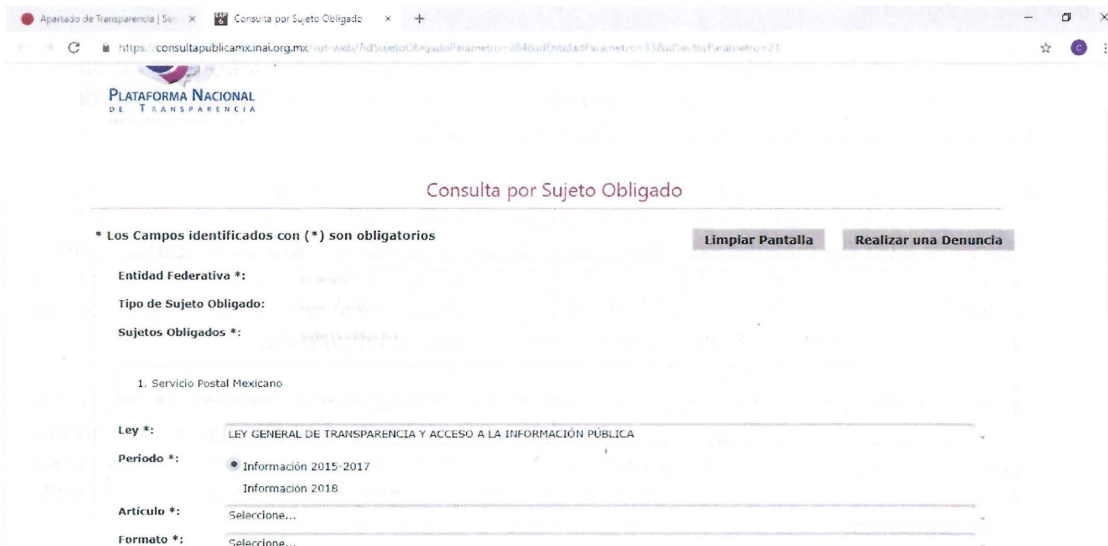 Apartado de Transparencia | Se
Consulta por Sujeto Obligado
https://consultapublicamx.inai.org.mx
PLATAFORMA NACIONAL
DE TRANSPARENCIA
Consulta por Sujeto Obligado
* Los Campos identificados con (*) son obligatorios
Limpiar Pantalla Realizar una Denuncia
Entidad Federativa *:
Tipo de Sujeto Obligado:
Sujetos Obligados *:
1. Servicio Postal Mexicano
Ley *: LEY GENERAL DE TRANSPARENCIA Y ACCESO A LA INFORMACIÓN PÚBLICA
Periodo *: Información 2015-2017
Información 2018
Artículo *: Seleccione...
Formato *: Seleccione...